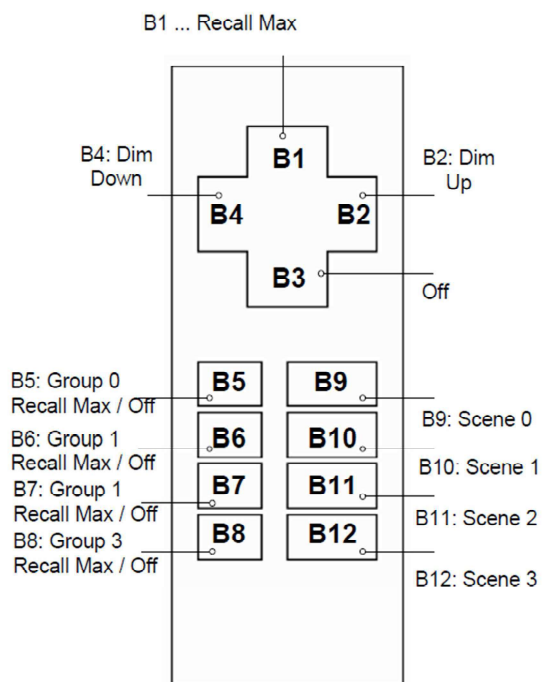 B1 ... Recall Max
B4: Dim
Down
B1
B2: Dim
Up
B4
B2
B3
Off
B5: Group 0
Recall Max / Off
B5
B9
B9: Scene 0
B6: Group 1
Recall Max / Off
B6
B10
B10: Scene 1
B7: Group 1
Recall Max / Off
B7
B11
B11: Scene 2
B8: Group 3
Recall Max / Off
B8
B12
B12: Scene 3